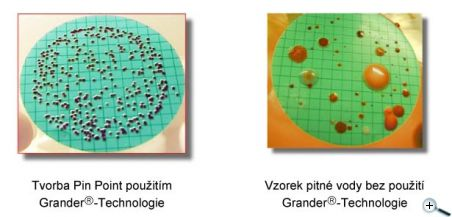 Tvorba Pin Point použitím
Grander®-Technologie
Vzorek pitné vody bez použití
Grander®-Technologie